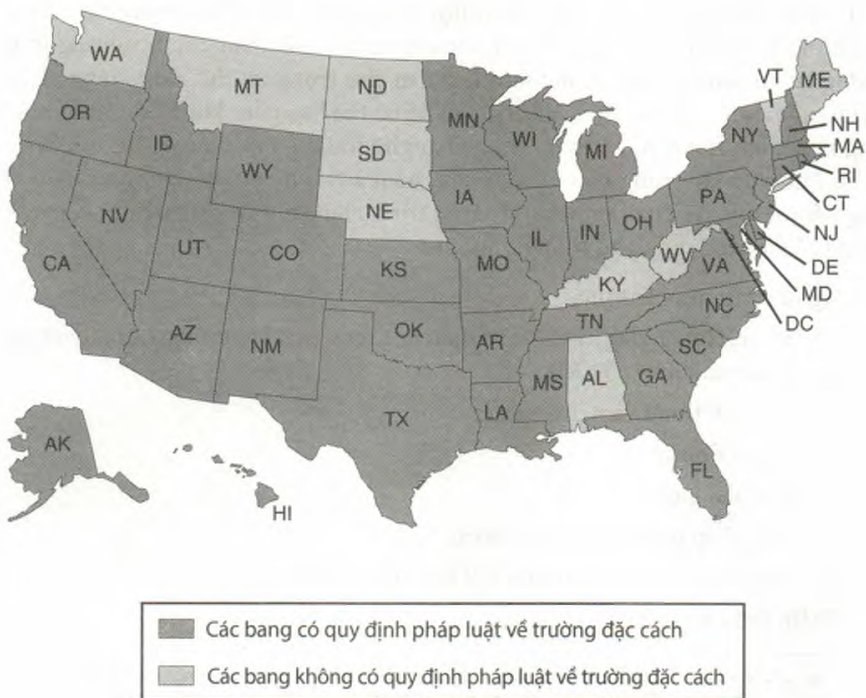 WA
MT
ND
VT
ME
OR
MN
NH
ID
WI
NY
MA
SD
MI
WY
RI
IA
PA
CT
NE
NV
OH
NJ
IL
IN
UT
CO
WV
DE
CA
KS
MO
VA
KY
MD
NC
DC
TN
AZ
OK
NM
AR
SC
MS
AL
GA
TX
LA
AK
FL
HI
Các bang có quy định pháp luật về trường đặc cách
Các bang không có quy định pháp luật về trường đặc cách